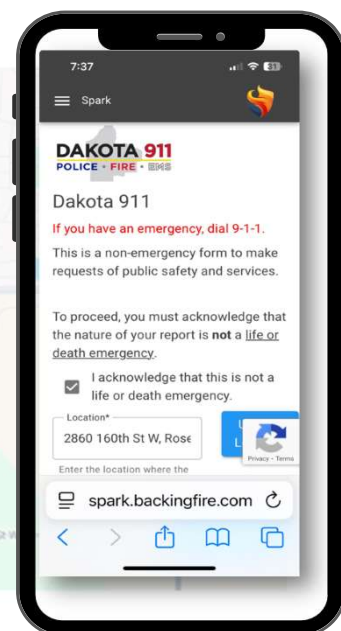 7:37
31
Spark
DAKOTA 911
POLICE - FIRE - EMS
Dakota 911
If you have an emergency, dial 9-1-1.
This is a non-emergency form to make
requests of public safety and services.
To proceed, you must acknowledge that
the nature of your report is not a life or
death emergency.
I acknowledge that this is not a
life or death emergency.
Location*
2860 160th St W, Rose
Privacy - Terms
Enter the location where the
spark.backingfire.com